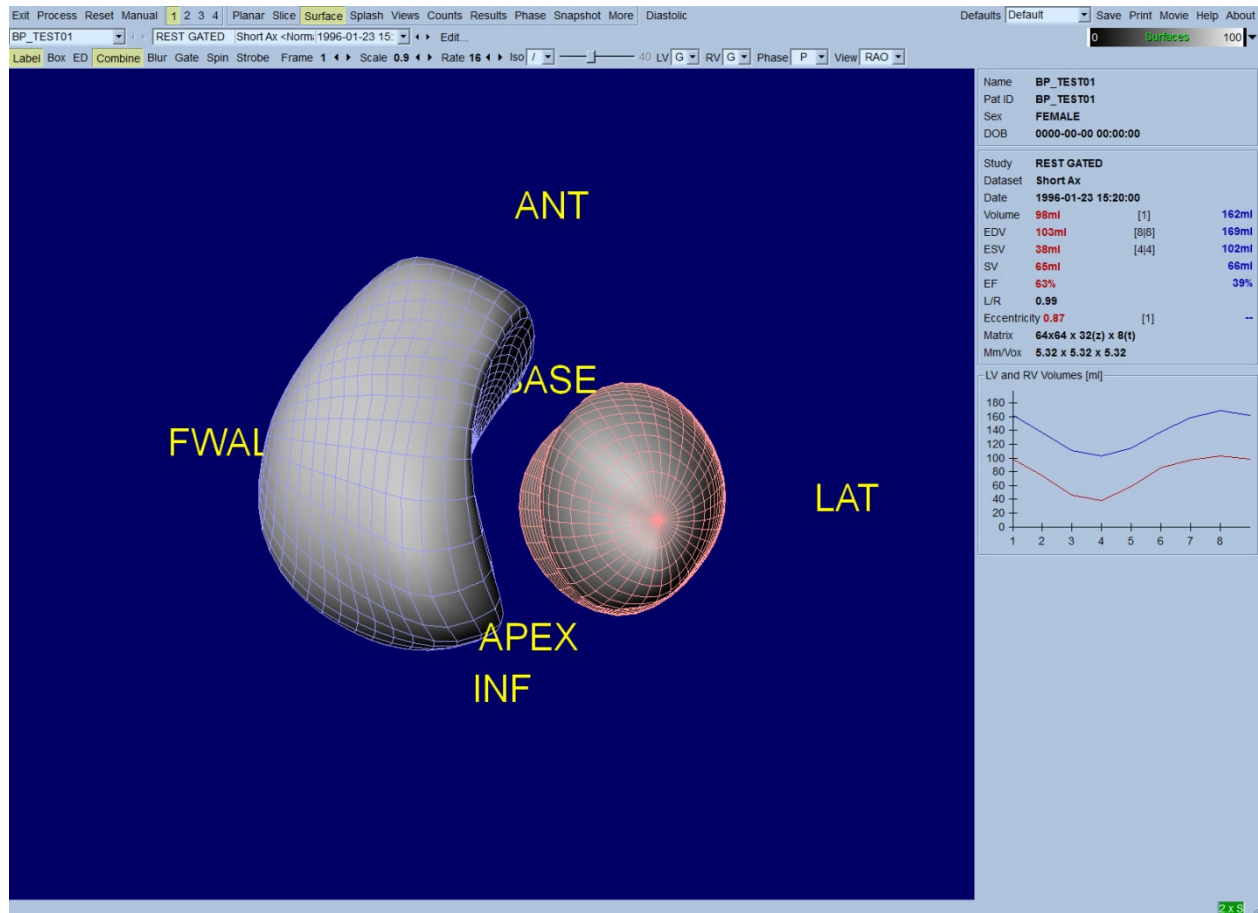 Exit Process Reset Manual 1 2 3 4 Planar Slice Surface Splash Views Counts Results Phase Snapshot More Diastolic Defaults Default Save Print Movie Help About
BP_TEST01 REST GATED Short Ax <Norm 1996-01-23 15: Edit... 0 Surfaces 100
Label Box ED Combine Blur Gate Spin Strobe Frame 1 Scale 0.9 Rate 16 Iso / 40 LV G RV G Phase P View RAO
Name BP_TEST01
Pat ID BP_TEST01
Sex FEMALE
DOB 0000-00-00 00:00:00
Study REST GATED
Dataset Short Ax
Date 1996-01-23 15:20:00
Volume 98ml [1] 162ml
EDV 103ml [8|8] 169ml
ESV 38ml [4|4] 102ml
SV 65ml 66ml
EF 63% 39%
L/R 0.99
Eccentricity 0.87 [1] --
Matrix 64x64 x 32(z) x 8(t)
Mm/Vox 5.32 x 5.32 x 5.32
LV and RV Volumes [ml]
180
160
140
120
100
80
60
40
20
0
1 2 3 4 5 6 7 8
ANT
BASE
FWAL
LAT
APEX
INF
2 x S